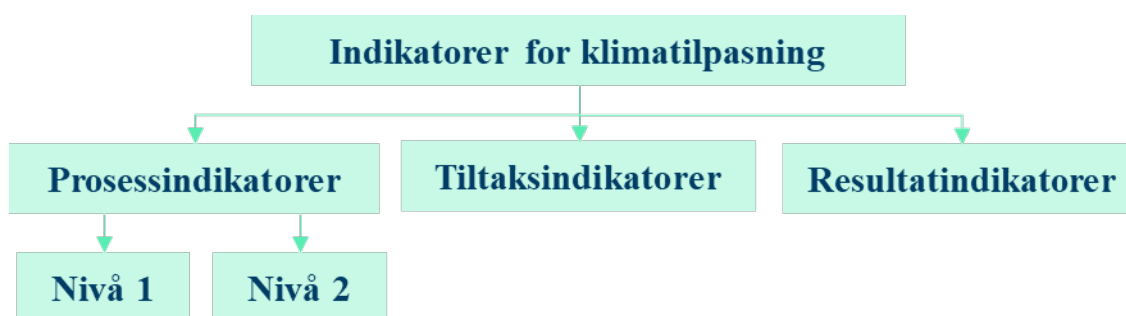 Indikatorer for klimatilpasning
Prosessindikatorer
Tiltaksindikatorer
Resultatindikatorer
Nivå 1
Nivå 2